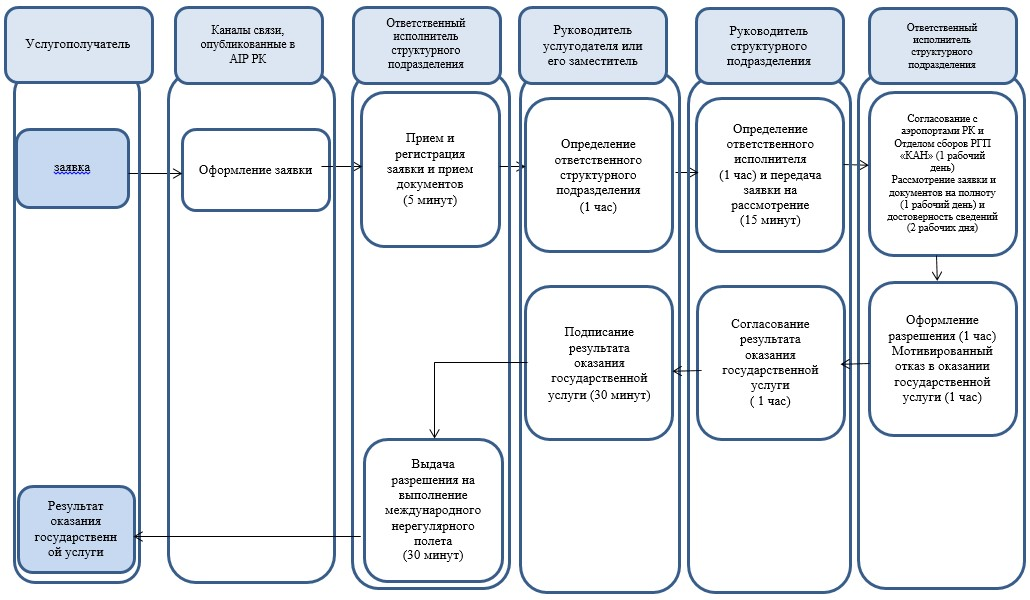 Услугополучатель
Каналы связи,
опубликованные в
AIP РК
Ответственный
исполнитель
структурного
подразделения
Руководитель
услугодателя или
его заместитель
Руководитель
структурного
подразделения
Ответственный
исполнитель
структурного
подразделения
заявка
Оформление заявки
Прием и
регистрация
заявки и прием
документов
(5 минут)
Определение
ответственного
структурного
подразделения
(1 час)
Определение
ответственного
исполнителя
(1 час) и передача
заявки на
рассмотрение
(15 минут)
Согласование с
аэропортами РК и
Отделом сборов РГП
«КАН» (1 рабочий
день)
Рассмотрение заявки и
документов на полноту
(1 рабочий день) и
достоверность сведений
(2 рабочих дня)
Оформление
разрешения (1 час)
Мотивированный
отказ в оказании
государственной
услуги (1 час)
Согласование
результата
оказания
государственной
услуги
( 1 час)
Подписание
результата
оказания
государственной
услуги (30 минут)
Выдача
разрешения на
выполнение
международного
нерегулярного
полета
(30 минут)
Результат
оказания
государственн
ой услуги